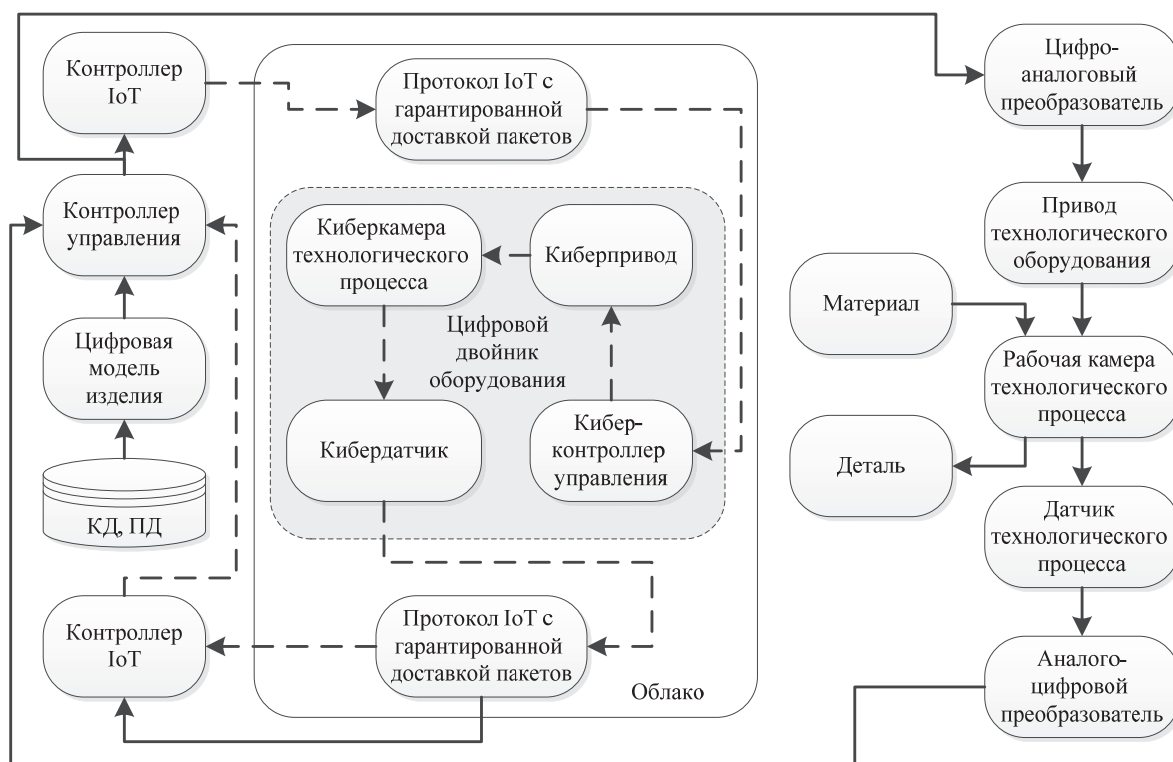 Контроллер
IoT
Протокол IoT с
гарантированной
доставкой пакетов
Цифро-
аналоговый
преобразователь
Контроллер
управления
Киберкамера
технологического
процесса
Киберпривод
Привод
технологического
оборудования
Материал
Цифровая
модель
изделия
Цифровой
двойник
оборудования
Рабочая камера
технологического
процесса
Кибердатчик
Кибер-
контроллер
управления
Деталь
КД, ПД
Датчик
технологического
процесса
Контроллер
IoT
Протокол IoT с
гарантированной
доставкой пакетов
Облако
Аналого-
цифровой
преобразователь